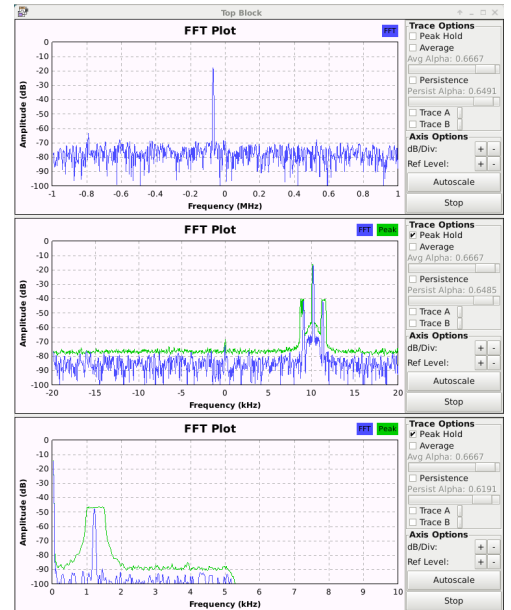 Top Block
FFT Plot
FFT
0
-10
-20
-30
-40
-50
-60
-70
-80
-90
-100
Amplitude (dB)
-1 -0.8 -0.6 -0.4 -0.2 0 0.2 0.4 0.6 0.8 1
Frequency (MHz)
Trace Options
Peak Hold
Average
Avg Alpha: 0.6667
Persistence
Persist Alpha: 0.6491
Trace A
Trace B
Axis Options
dB/Div: + -
Ref Level: + -
Autoscale
Stop
FFT Plot
FFT Peak
0
-10
-20
-30
-40
-50
-60
-70
-80
-90
-100
Amplitude (dB)
-20 -15 -10 -5 0 5 10 15 20
Frequency (kHz)
Trace Options
Peak Hold
Average
Avg Alpha: 0.6667
Persistence
Persist Alpha: 0.6485
Trace A
Trace B
Axis Options
dB/Div: + -
Ref Level: + -
Autoscale
Stop
FFT Plot
FFT Peak
0
-10
-20
-30
-40
-50
-60
-70
-80
-90
-100
Amplitude (dB)
0 1 2 3 4 5 6 7 8 9 10
Frequency (kHz)
Trace Options
Peak Hold
Average
Avg Alpha: 0.6667
Persistence
Persist Alpha: 0.6191
Trace A
Trace B
Axis Options
dB/Div: + -
Ref Level: + -
Autoscale
Stop